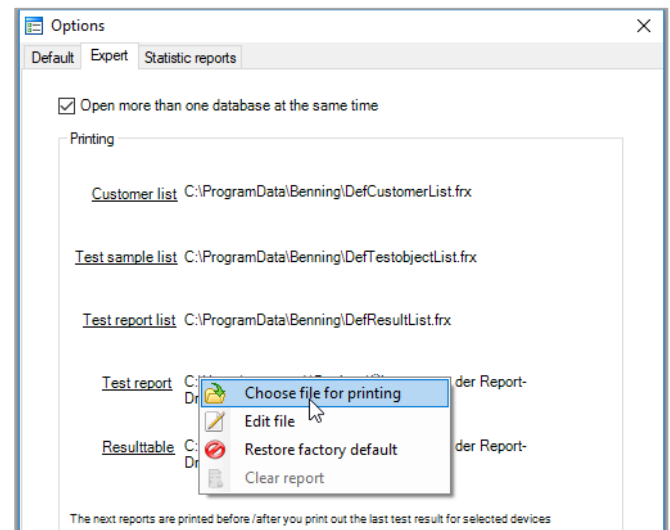 Options
Default Expert Statistic reports
Open more than one database at the same time
Printing
Customer list C:\ProgramData\Benning\DefCustomerList.frx
Test sample list C:\ProgramData\Benning\DefTestobjectList.frx
Test report list C:\ProgramData\Benning\DefResultList.frx
Test report C: der Report-
Dr
Choose file for printing
Edit file
Resulttable C: der Report-
Dr
Restore factory default
Clear report
The next reports are printed before /after you print out the last test result for selected devices